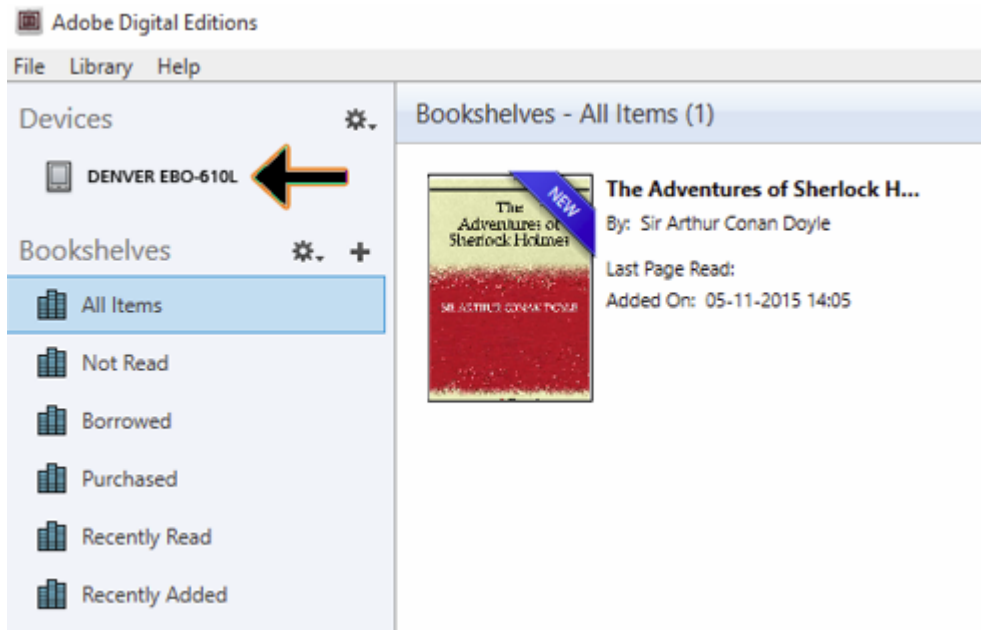 Adobe Digital Editions
File Library Help
Devices
DENVER EBO-610L
Bookshelves
All Items
Not Read
Borrowed
Purchased
Recently Read
Recently Added
Bookshelves - All Items (1)
The
Adventures of
Sherlock Holmes
SIR ARTHUR CONAN DOYLE
NEW
The Adventures of Sherlock H...
By: Sir Arthur Conan Doyle
Last Page Read:
Added On: 05-11-2015 14:05